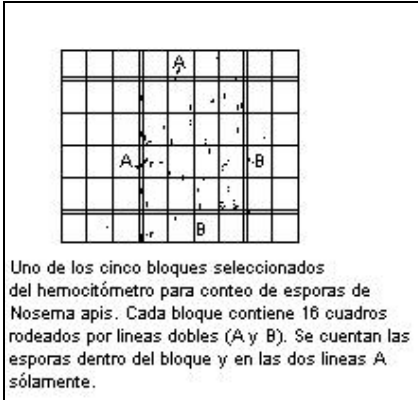 A
A
B
B
Uno de los cinco bloques seleccionados
del hemocitómetro para conteo de esporas de
Nosema apis. Cada bloque contiene 16 cuadros
rodeados por lineas dobles (A y B). Se cuentan las
esporas dentro del bloque y en las dos lineas A
sólamente.